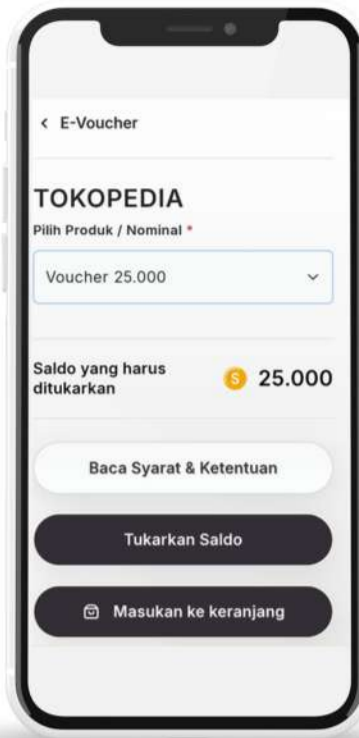 E-Voucher
TOKOPEDIA
Pilih Produk / Nominal *
Voucher 25.000
Saldo yang harus
ditukarkan
S 25.000
Baca Syarat & Ketentuan
Tukarkan Saldo
Masukan ke keranjang